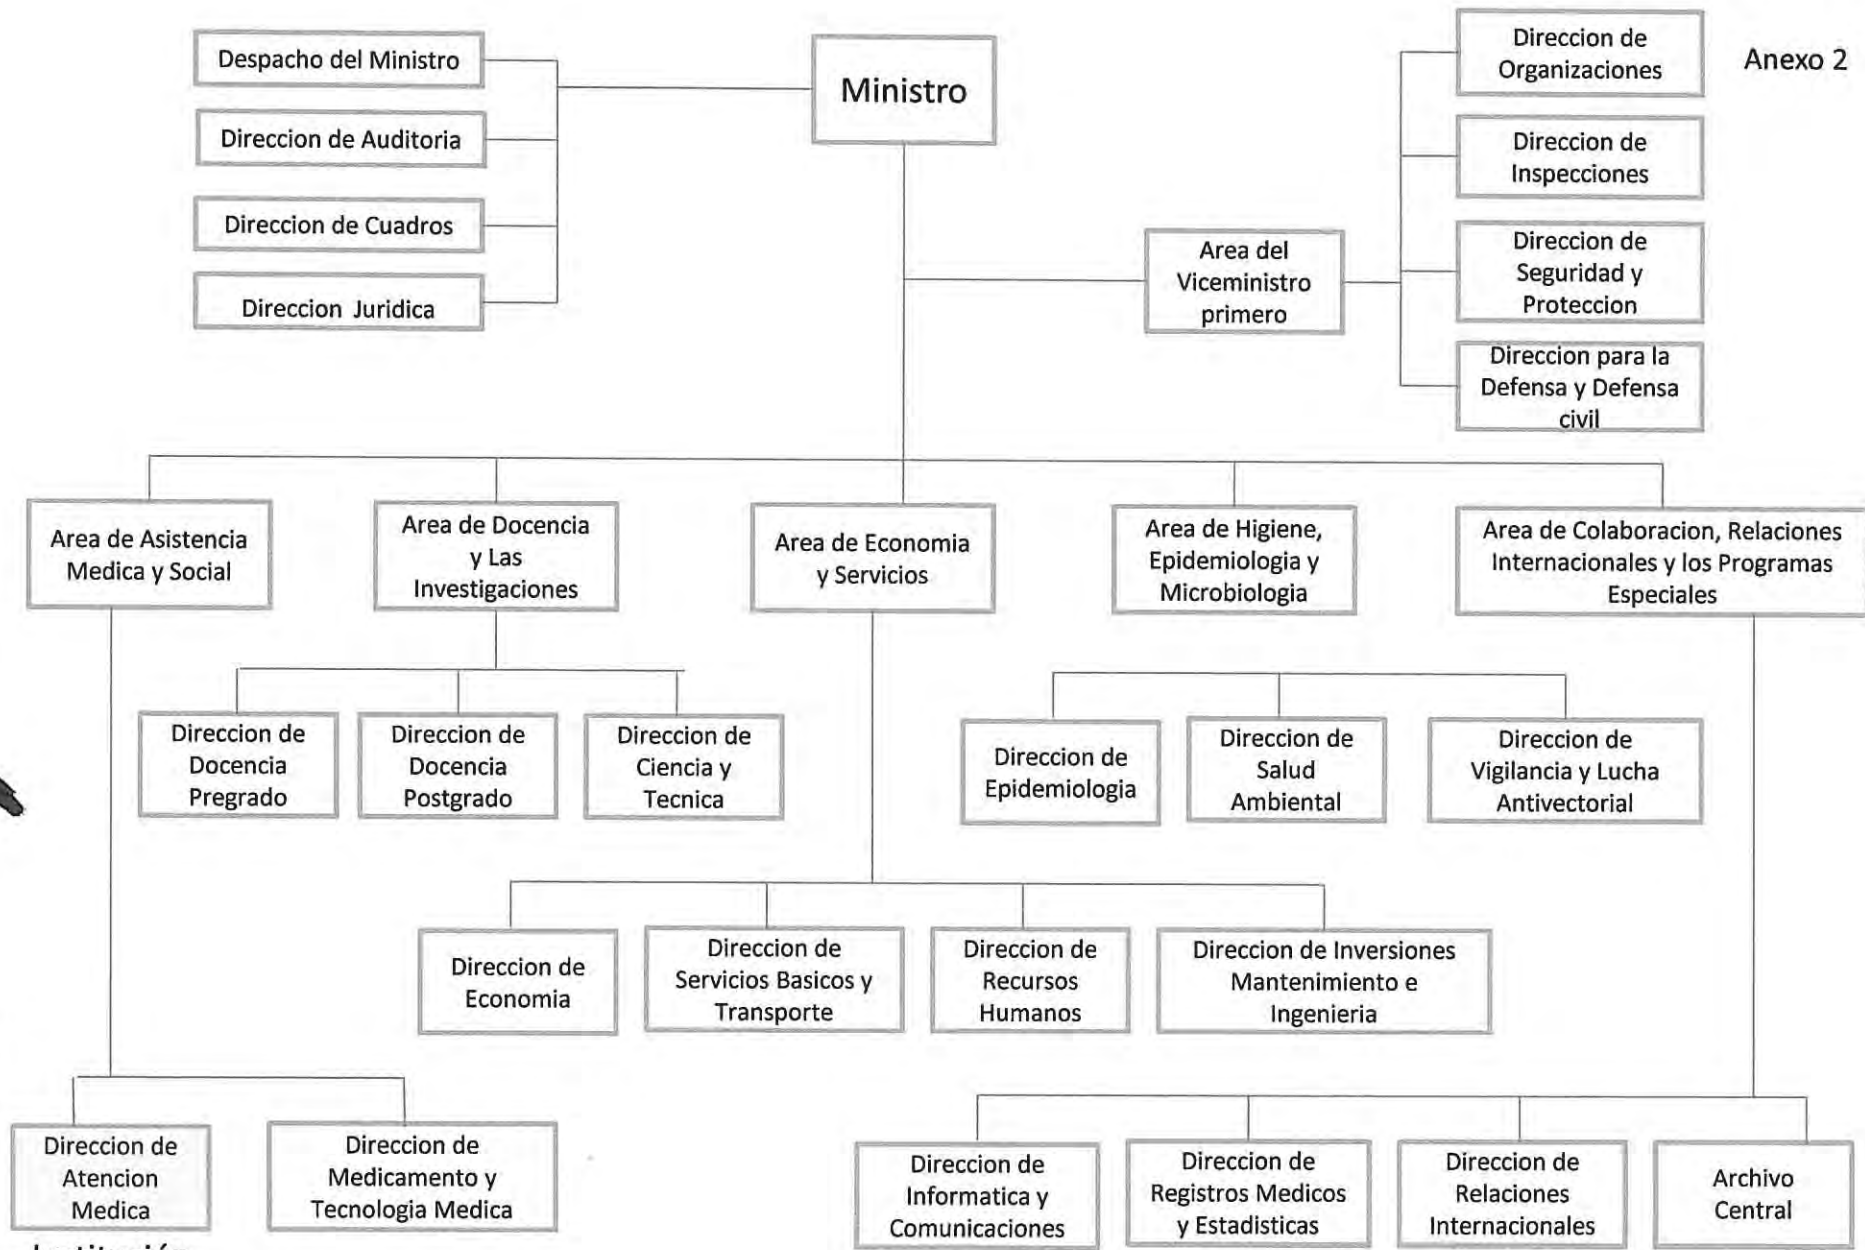 Anexo 2
Ministro
Despacho del Ministro
Direccion de Auditoria
Direccion de Cuadros
Direccion Juridica
Area del
Viceministro
primero
Direccion de
Organizaciones
Direccion de
Inspecciones
Direccion de
Seguridad y
Proteccion
Direccion para la
Defensa y Defensa
civil
Area de Asistencia
Medica y Social
Area de Docencia
y Las
Investigaciones
Area de Economia
y Servicios
Area de Higiene,
Epidemiologia y
Microbiologia
Area de Colaboracion, Relaciones
Internacionales y los Programas
Especiales
Direccion de
Docencia
Pregrado
Direccion de
Docencia
Postgrado
Direccion de
Ciencia y
Tecnica
Direccion de
Epidemiologia
Direccion de
Salud
Ambiental
Direccion de
Vigilancia y Lucha
Antivectorial
Direccion de
Economia
Direccion de
Servicios Basicos y
Transporte
Direccion de
Recursos
Humanos
Direccion de Inversiones
Mantenimiento e
Ingenieria
Direccion de
Atencion
Medica
Direccion de
Medicamento y
Tecnologia Medica
Direccion de
Informatica y
Comunicaciones
Direccion de
Registros Medicos
y Estadisticas
Direccion de
Relaciones
Internacionales
Archivo
Central